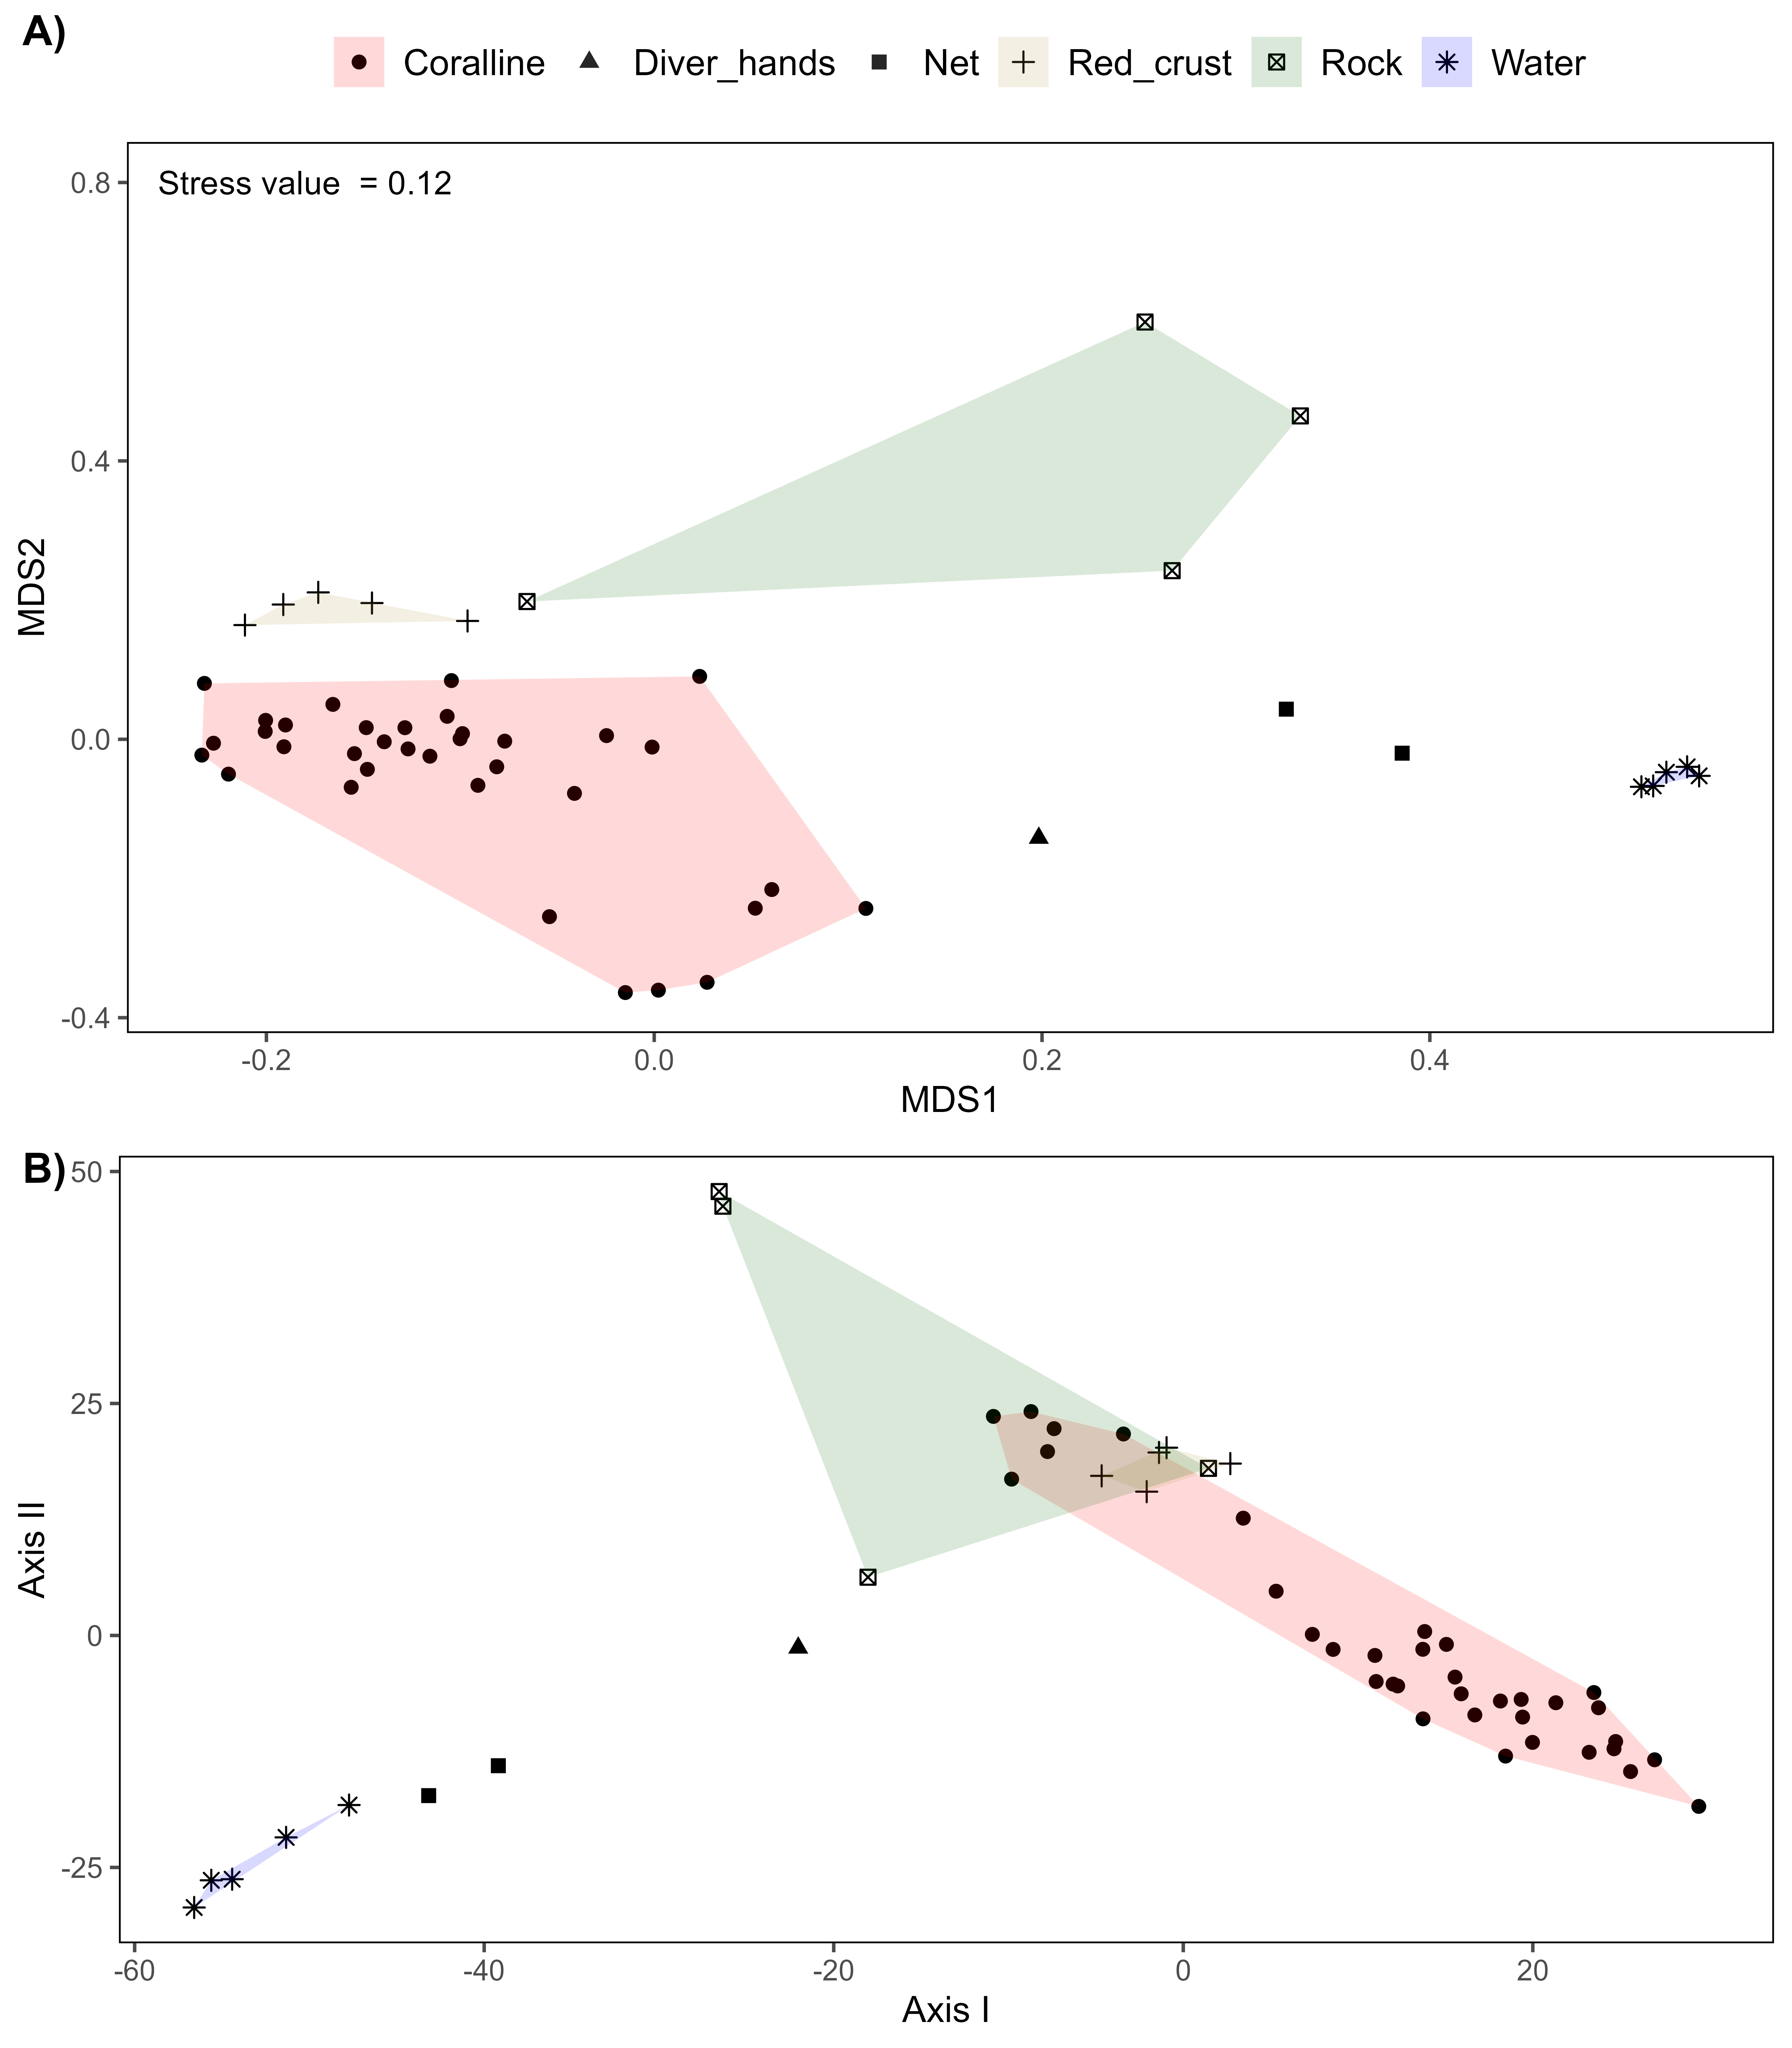 A)
Coralline Diver_hands Net Red_crust Rock Water
Stress value = 0.12
0.8
0.4
0.0
-0.4
MDS2
-0.2 0.0 0.2 0.4
MDS1
B)
50
25
0
-25
Axis II
-60 -40 -20 0 20
Axis I